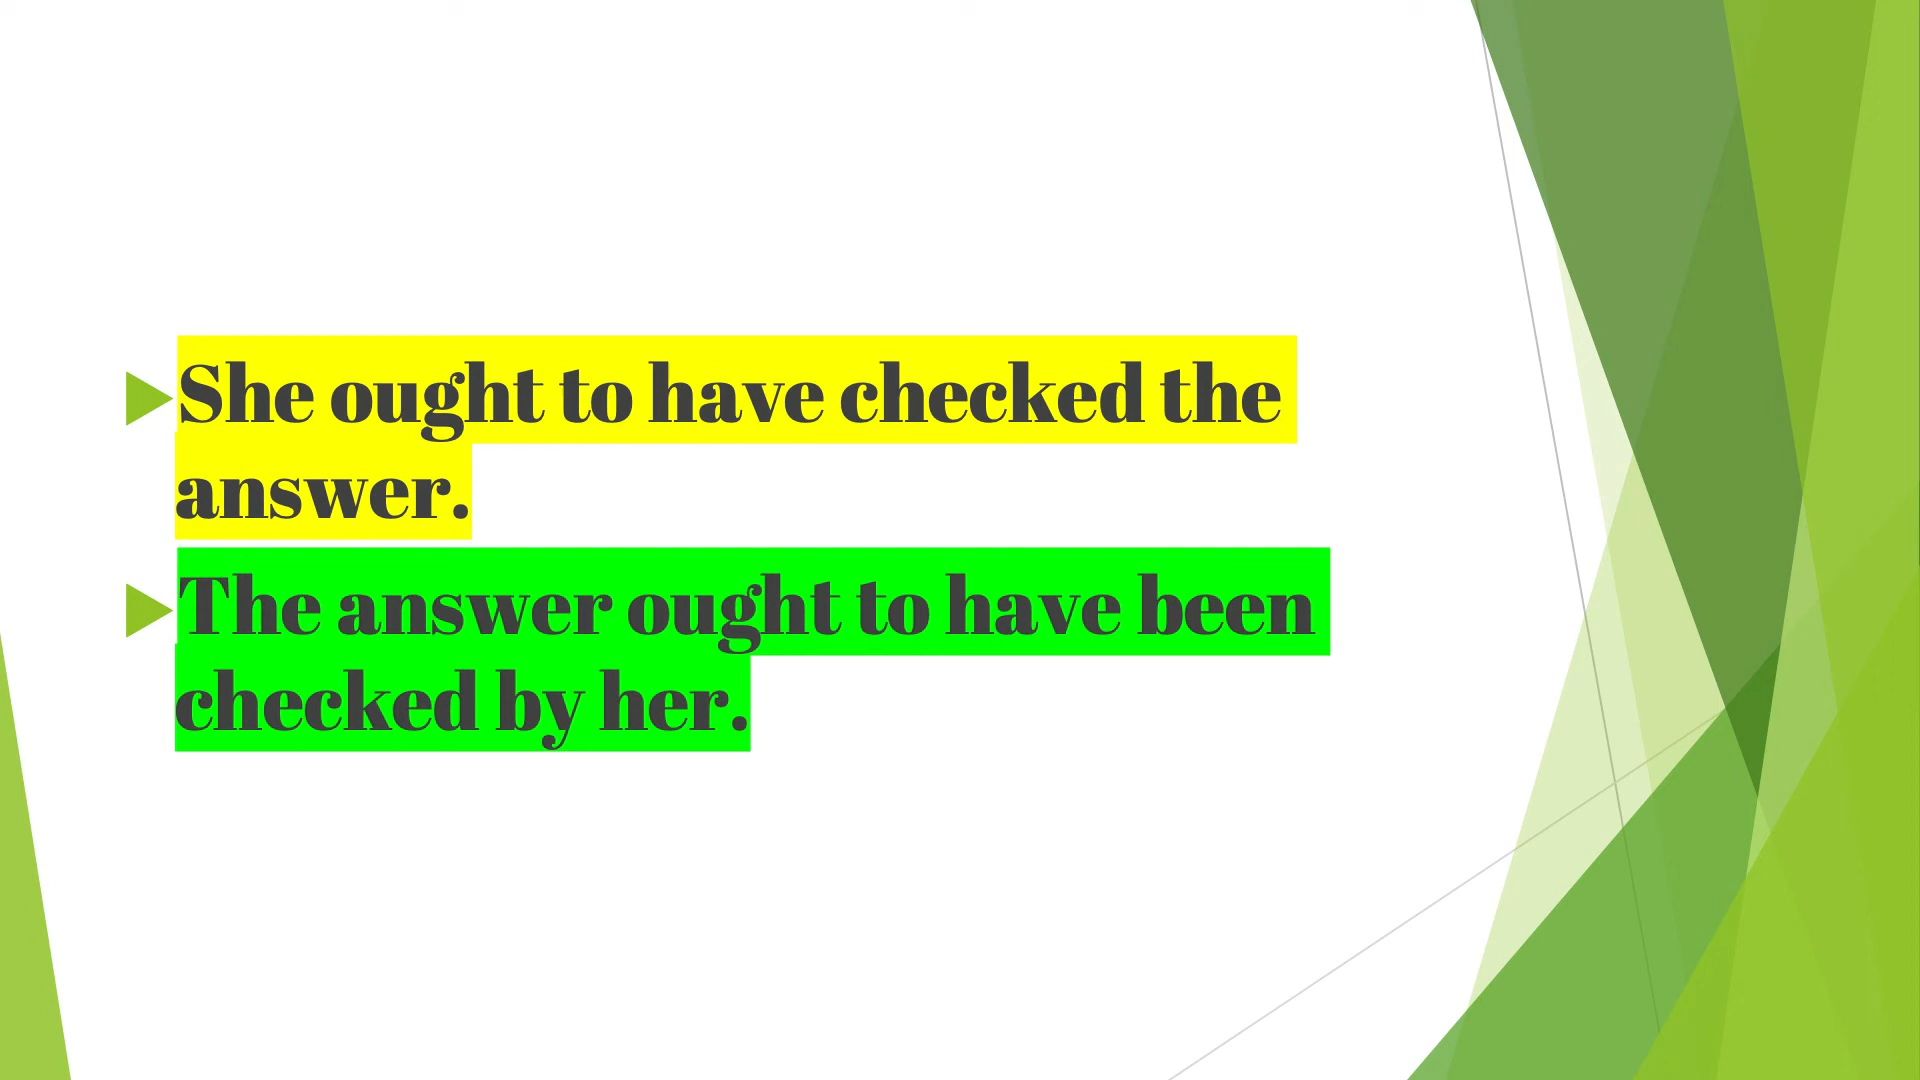 She ought to have checked the
answer.
The answer ought to have been
checked by her.